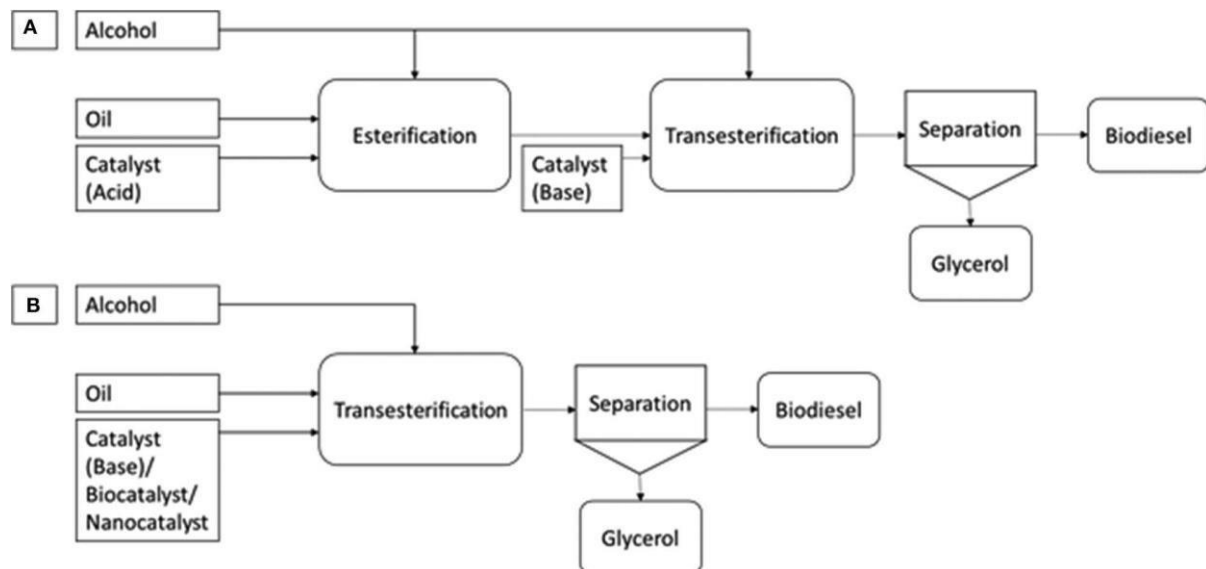 A
Alcohol
Oil
Catalyst
(Acid)
Esterification
Catalyst
(Base)
Transesterification
Separation
Biodiesel
Glycerol
B
Alcohol
Oil
Catalyst
(Base)/
Biocatalyst/
Nanocatalyst
Transesterification
Separation
Biodiesel
Glycerol